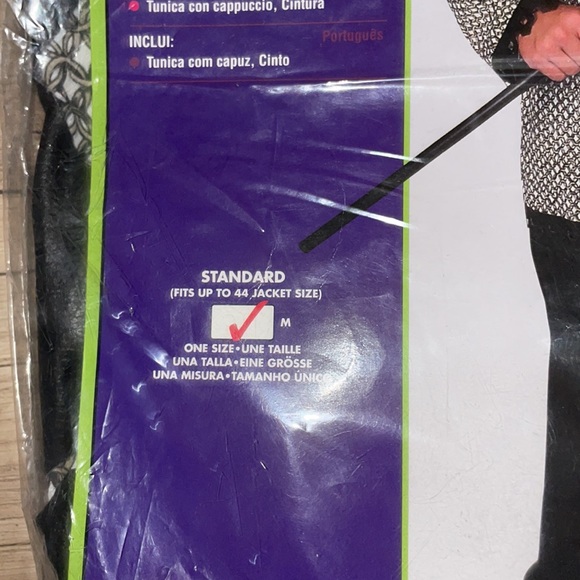 Tunica con cappuccio, Cintura
INCLUI: Português
Tunica com capuz, Cinto
STANDARD
(FITS UP TO 44 JACKET SIZE)
M
ONE SIZE•UNE TAILLE
UNA TALLA•EINE GRÖSSE
UNA MISURA•TAMANHO ÚNICO